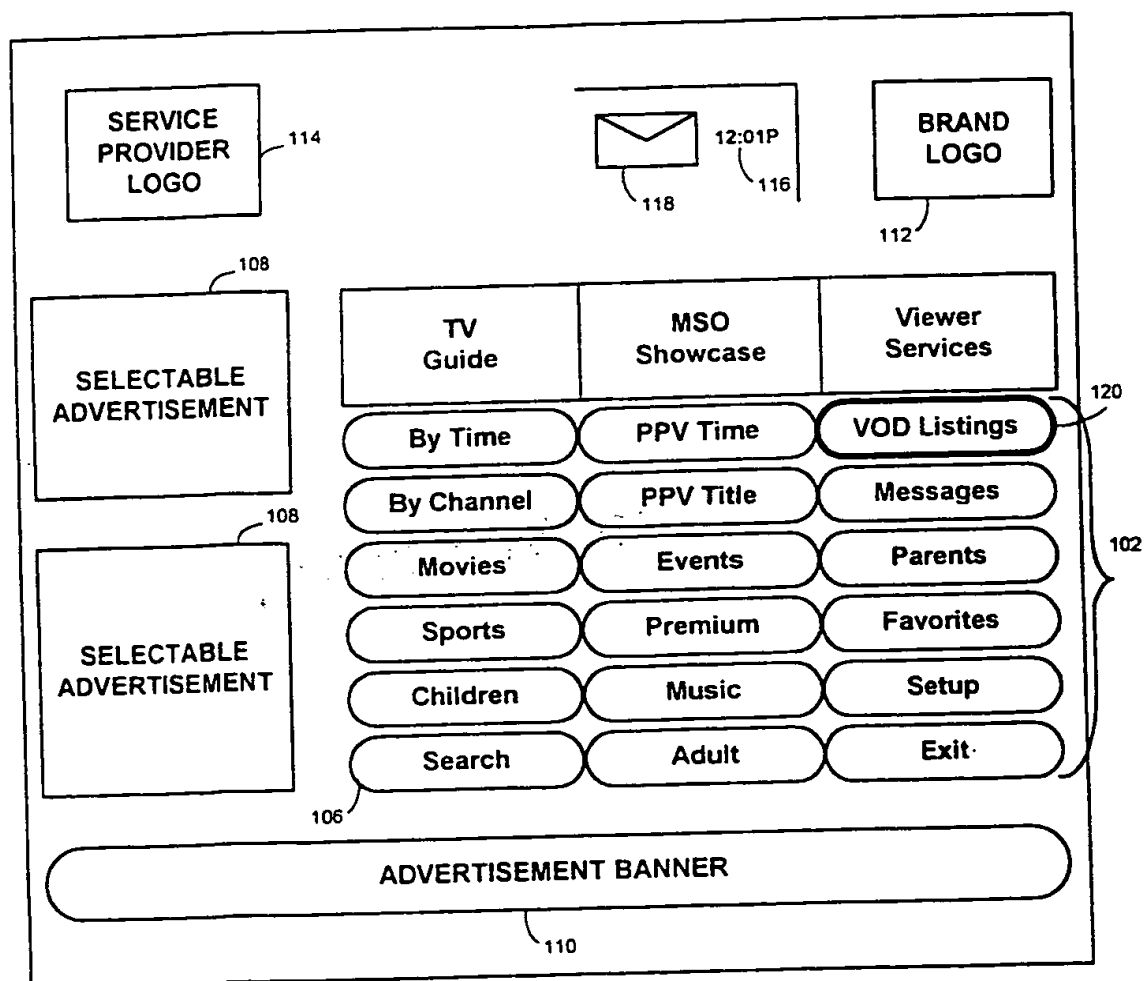 SERVICE
PROVIDER
LOGO
114
118
12:01P
116
BRAND
LOGO
112
108
SELECTABLE
ADVERTISEMENT
108
SELECTABLE
ADVERTISEMENT
TV
Guide
MSO
Showcase
Viewer
Services
By Time
PPV Time
VOD Listings
120
By Channel
PPV Title
Messages
Movies
Events
Parents
102
Sports
Premium
Favorites
Children
Music
Setup
Search
Adult
Exit
106
ADVERTISEMENT BANNER
110